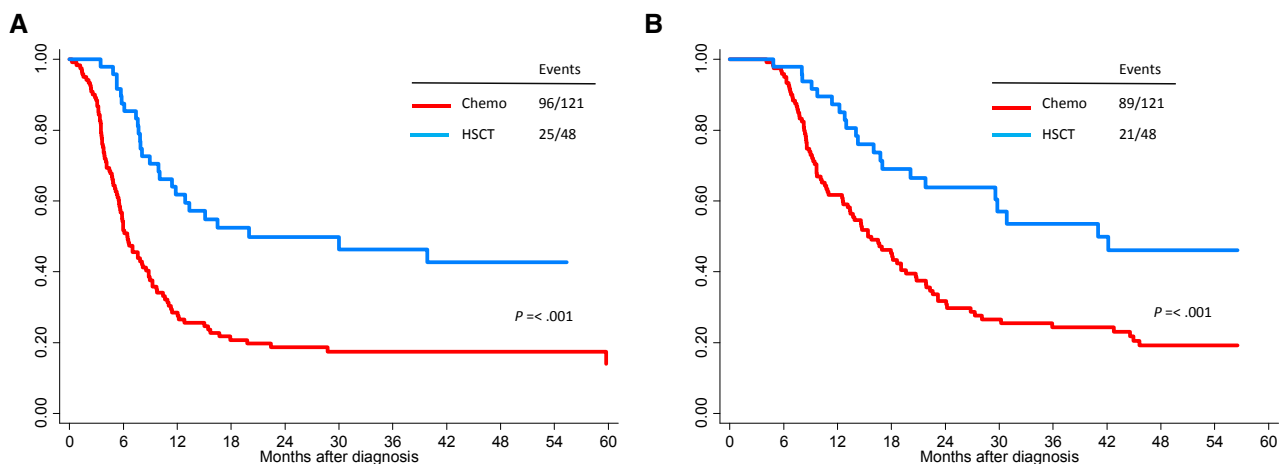 A
1.00
0.80
0.60
0.40
0.20
0.00
Events
Chemo 96/121
HSCT 25/48
P =< .001
0 6 12 18 24 30 36 42 48 54 60
Months after diagnosis
B
1.00
0.80
0.60
0.40
0.20
0.00
Events
Chemo 89/121
HSCT 21/48
P =< .001
0 6 12 18 24 30 36 42 48 54 60
Months after diagnosis